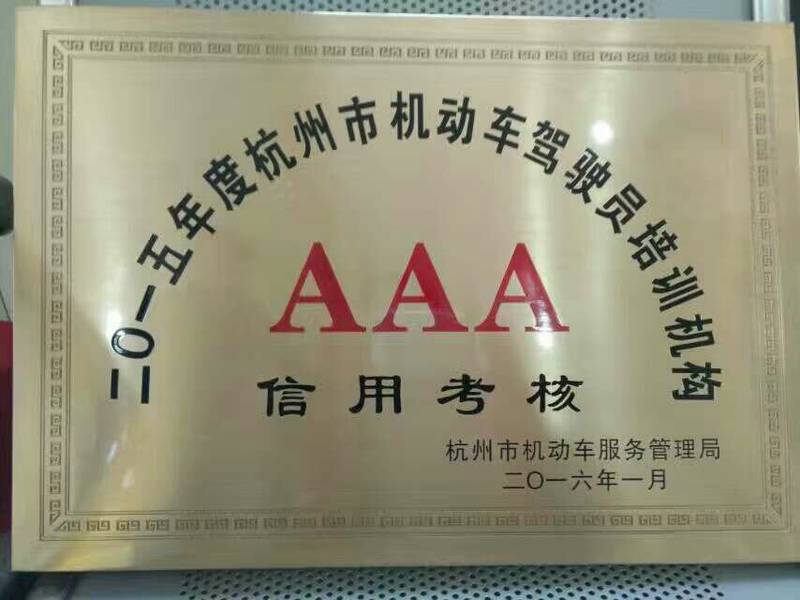 二〇一五年度杭州市机动车驾驶员培训机构
AAA
信用考核
杭州市机动车服务管理局
二〇一六年一月